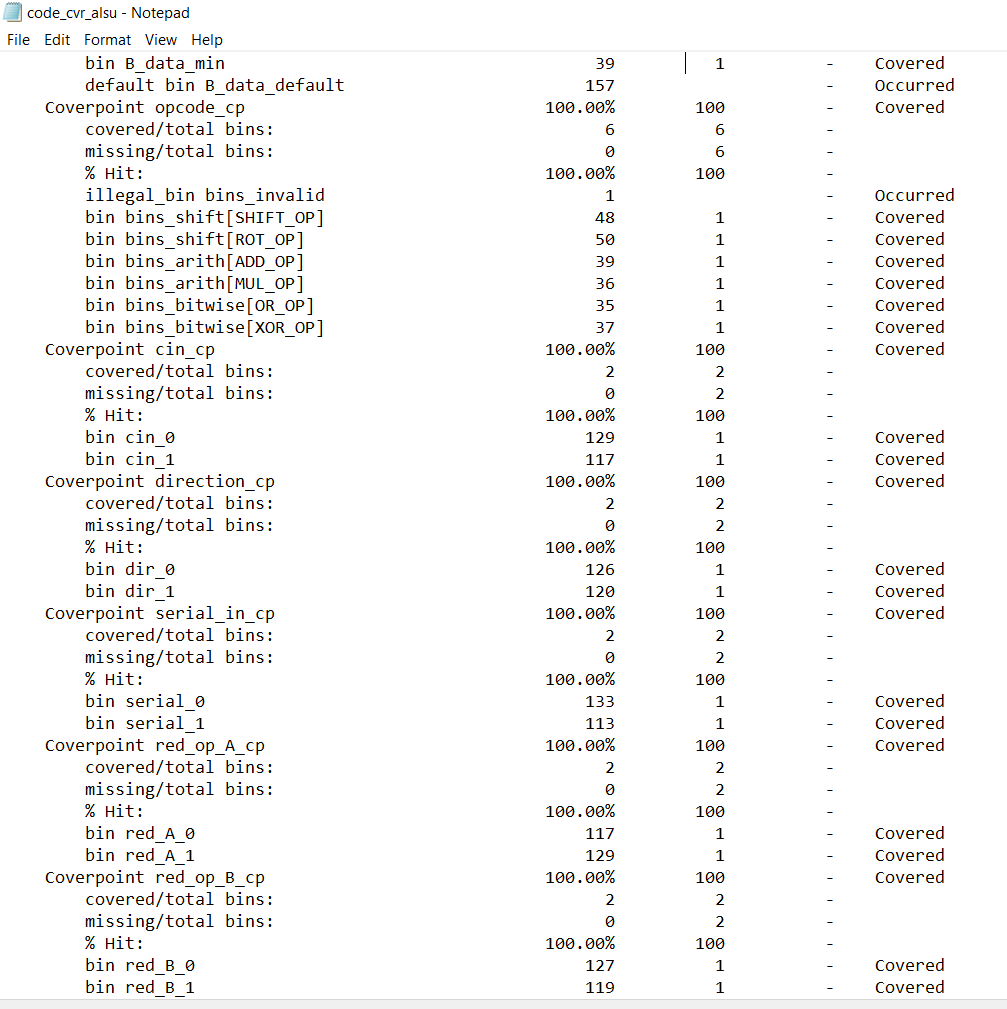 code_cvr_alsu - Notepad
File Edit Format View Help
bin B_data_min 39 1 - Covered
default bin B_data_default 157 - Occurred
Coverpoint opcode_cp 100.00% 100 - Covered
covered/total bins: 6 6 -
missing/total bins: 0 6 -
% Hit: 100.00% 100 -
illegal_bin bins_invalid 1 - Occurred
bin bins_shift[SHIFT_OP] 48 1 - Covered
bin bins_shift[ROT_OP] 50 1 - Covered
bin bins_arith[ADD_OP] 39 1 - Covered
bin bins_arith[MUL_OP] 36 1 - Covered
bin bins_bitwise[OR_OP] 35 1 - Covered
bin bins_bitwise[XOR_OP] 37 1 - Covered
Coverpoint cin_cp 100.00% 100 - Covered
covered/total bins: 2 2 -
missing/total bins: 0 2 -
% Hit: 100.00% 100 -
bin cin_0 129 1 - Covered
bin cin_1 117 1 - Covered
Coverpoint direction_cp 100.00% 100 - Covered
covered/total bins: 2 2 -
missing/total bins: 0 2 -
% Hit: 100.00% 100 -
bin dir_0 126 1 - Covered
bin dir_1 120 1 - Covered
Coverpoint serial_in_cp 100.00% 100 - Covered
covered/total bins: 2 2 -
missing/total bins: 0 2 -
% Hit: 100.00% 100 -
bin serial_0 133 1 - Covered
bin serial_1 113 1 - Covered
Coverpoint red_op_A_cp 100.00% 100 - Covered
covered/total bins: 2 2 -
missing/total bins: 0 2 -
% Hit: 100.00% 100 -
bin red_A_0 117 1 - Covered
bin red_A_1 129 1 - Covered
Coverpoint red_op_B_cp 100.00% 100 - Covered
covered/total bins: 2 2 -
missing/total bins: 0 2 -
% Hit: 100.00% 100 -
bin red_B_0 127 1 - Covered
bin red_B_1 119 1 - Covered